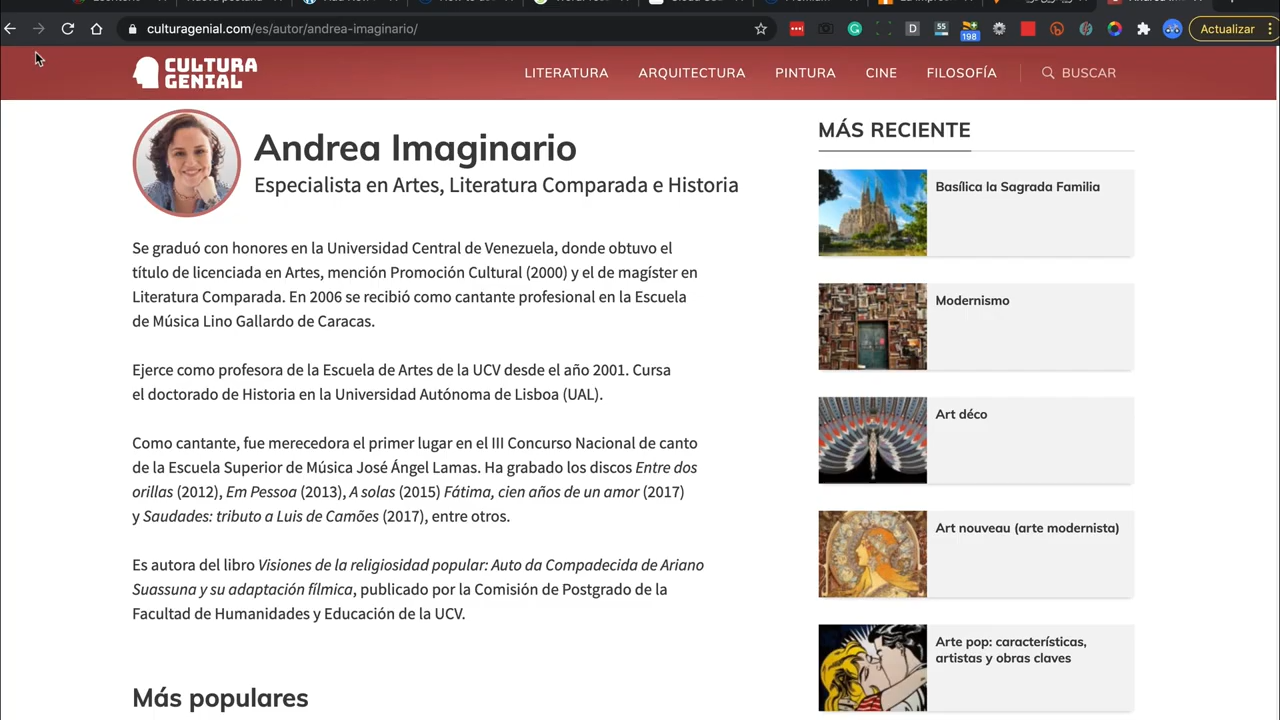 culturagenial.com/es/autor/andrea-imaginario/
55
198
D
Actualizar
CULTURA
GENIAL
LITERATURA
ARQUITECTURA
PINTURA
CINE
FILOSOFÍA
BUSCAR
Andrea Imaginario
Especialista en Artes, Literatura Comparada e Historia
Se graduó con honores en la Universidad Central de Venezuela, donde obtuvo el
título de licenciada en Artes, mención Promoción Cultural (2000) y el de magíster en
Literatura Comparada. En 2006 se recibió como cantante profesional en la Escuela
de Música Lino Gallardo de Caracas.
Ejerce como profesora de la Escuela de Artes de la UCV desde el año 2001. Cursa
el doctorado de Historia en la Universidad Autónoma de Lisboa (UAL).
Como cantante, fue merecedora el primer lugar en el III Concurso Nacional de canto
de la Escuela Superior de Música José Ángel Lamas. Ha grabado los discos Entre dos
orillas (2012), Em Pessoa (2013), A solas (2015) Fátima, cien años de un amor (2017)
y Saudades: tributo a Luis de Camões (2017), entre otros.
Es autora del libro Visiones de la religiosidad popular: Auto da Compadecida de Ariano
Suassuna y su adaptación fílmica, publicado por la Comisión de Postgrado de la
Facultad de Humanidades y Educación de la UCV.
Más populares
MÁS RECIENTE
Basílica la Sagrada Familia
Modernismo
Art déco
Art nouveau (arte modernista)
Arte pop: características,
artistas y obras claves